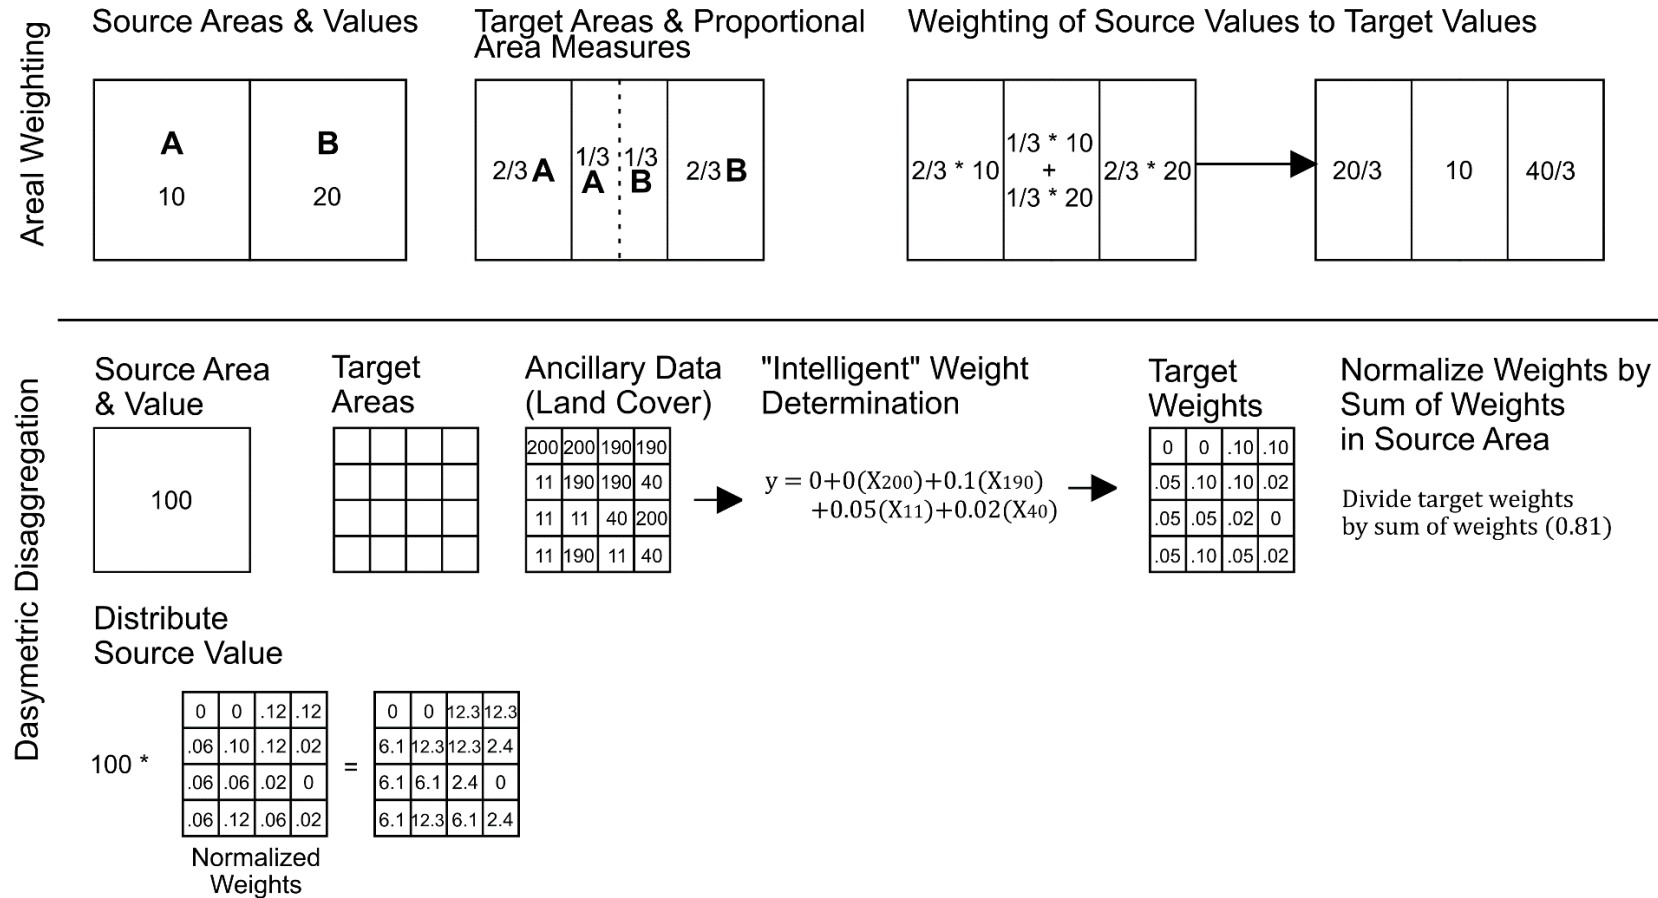 Areal Weighting
Source Areas & Values
A
10
B
20
Target Areas & Proportional
Area Measures
2/3 A
1/3
A
1/3
B
2/3 B
Weighting of Source Values to Target Values
2/3 * 10
1/3 * 10
+
1/3 * 20
2/3 * 20
20/3
10
40/3
Dasymetric Disaggregation
Source Area
& Value
100
Target
Areas
Ancillary Data
(Land Cover)
200 200 190 190
11 190 190 40
11 11 40 200
11 190 11 40
"Intelligent" Weight
Determination
y = 0+0(X200)+0.1(X190)
+0.05(X11)+0.02(X40)
Target
Weights
0 0 .10 .10
.05 .10 .10 .02
.05 .05 .02 0
.05 .10 .05 .02
Normalize Weights by
Sum of Weights
in Source Area
Divide target weights
by sum of weights (0.81)
Distribute
Source Value
100 *
0 0 .12 .12
.06 .10 .12 .02
.06 .06 .02 0
.06 .12 .06 .02
Normalized
Weights
=
0 0 12.3 12.3
6.1 12.3 12.3 2.4
6.1 6.1 2.4 0
6.1 12.3 6.1 2.4